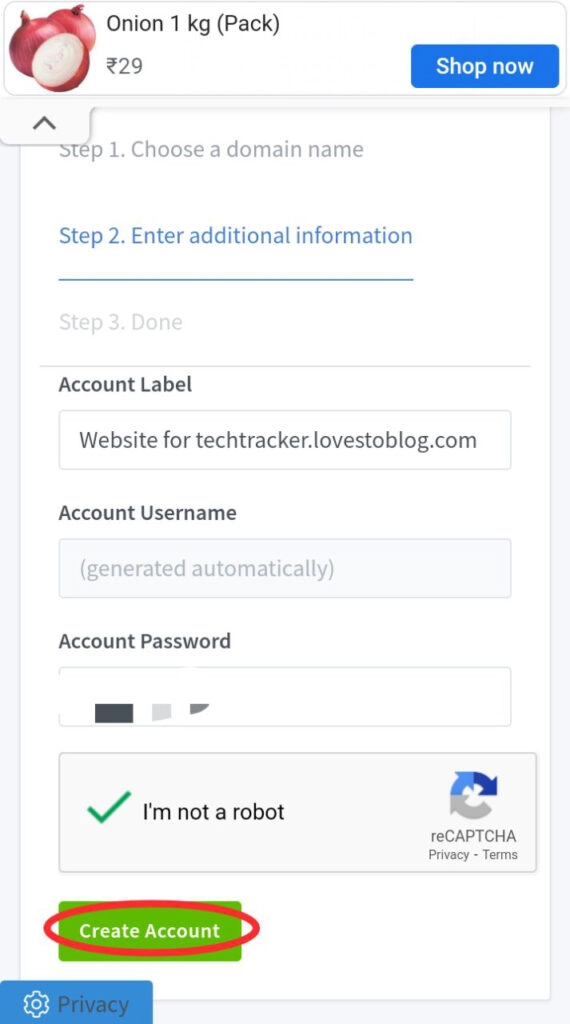 Onion 1 kg (Pack)
₹29
Shop now
Step 1. Choose a domain name
Step 2. Enter additional information
Step 3. Done
Account Label
Website for techtracker.lovestoblog.com
Account Username
(generated automatically)
Account Password
I'm not a robot
reCAPTCHA
Privacy - Terms
Create Account
Privacy